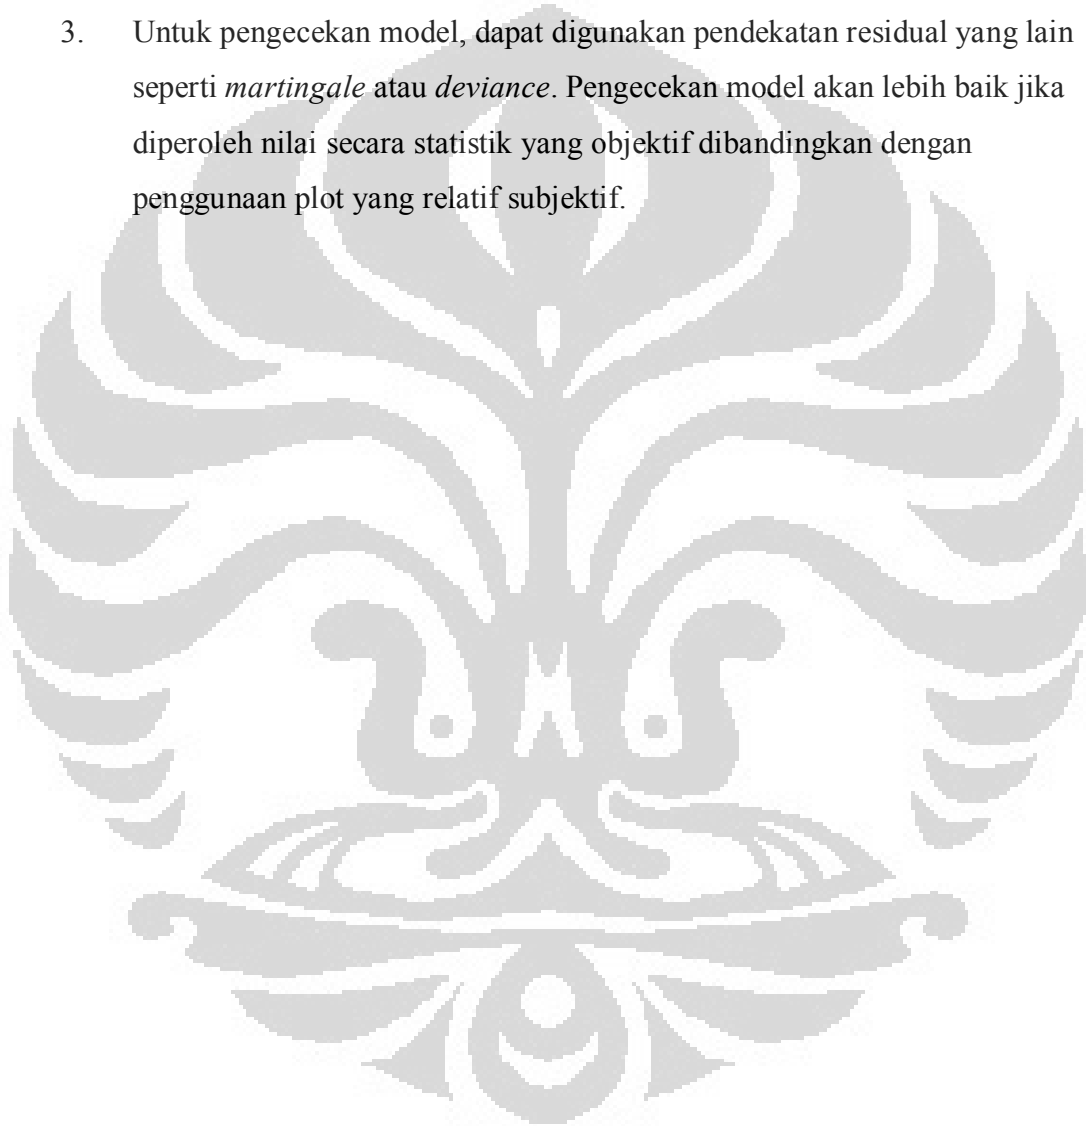 3. Untuk pengecekan model, dapat digunakan pendekatan residual yang lain
seperti martingale atau deviance. Pengecekan model akan lebih baik jika
diperoleh nilai secara statistik yang objektif dibandingkan dengan
penggunaan plot yang relatif subjektif.